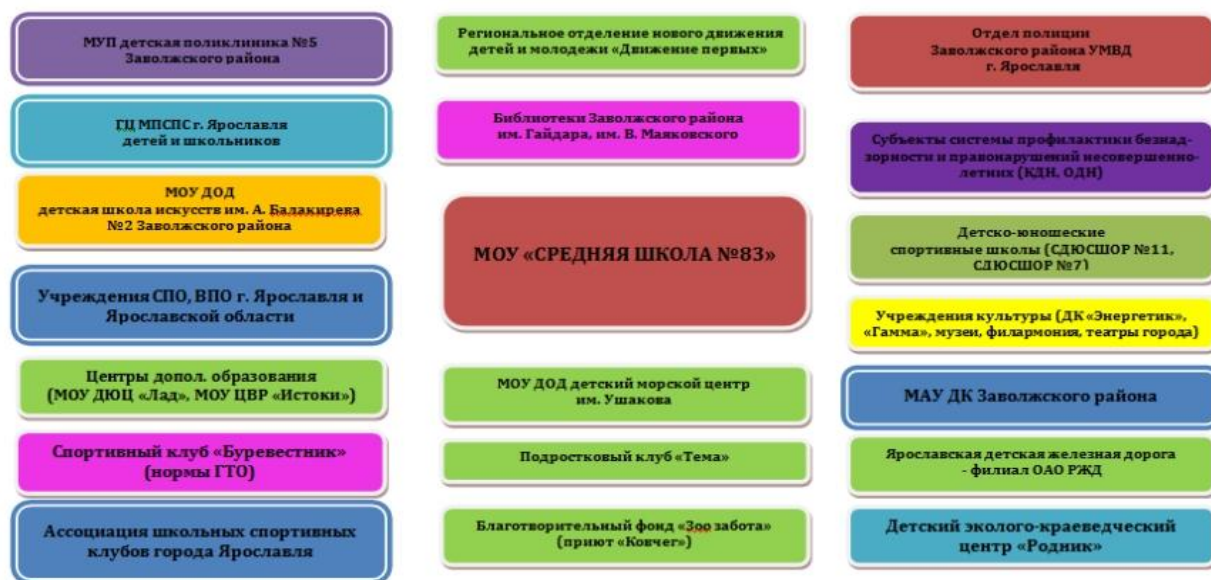 МУП детская поликлиника №5
Заволжского района
ГЦ МПСПС г. Ярославля
детей и школьников
МОУ ДОД
детская школа искусств им. А. Балакирева
№2 Заволжского района
Учреждения СПО, ВПО г. Ярославля и
Ярославской области
Центры допол. образования
(МОУ ДЮЦ «Лад», МОУ ЦВР «Истоки»)
Спортивный клуб «Буревестник»
(нормы ГТО)
Ассоциация школьных спортивных
клубов города Ярославля
Региональное отделение нового движения
детей и молодежи «Движение первых»
Библиотеки Заволжского района
им. Гайдара, им. В. Маяковского
МОУ «СРЕДНЯЯ ШКОЛА №83»
МОУ ДОД детский морской центр
им. Ушакова
Подростковый клуб «Тема»
Благотворительный фонд «Зоо забота»
(приют «Ковчег»)
Отдел полиции
Заволжского района УМВД
г. Ярославля
Субъекты системы профилактики безнад-
зорности и правонарушений несовершенно-
летних (КДН, ОДН)
Детско-юношеские
спортивные школы (СДЮСШОР №11,
СДЮСШОР №7)
Учреждения культуры (ДК «Энергетик»,
«Гамма», музеи, филармония, театры города)
МАУ ДК Заволжского района
Ярославская детская железная дорога
- филиал ОАО РЖД
Детский эколого-краеведческий
центр «Родник»